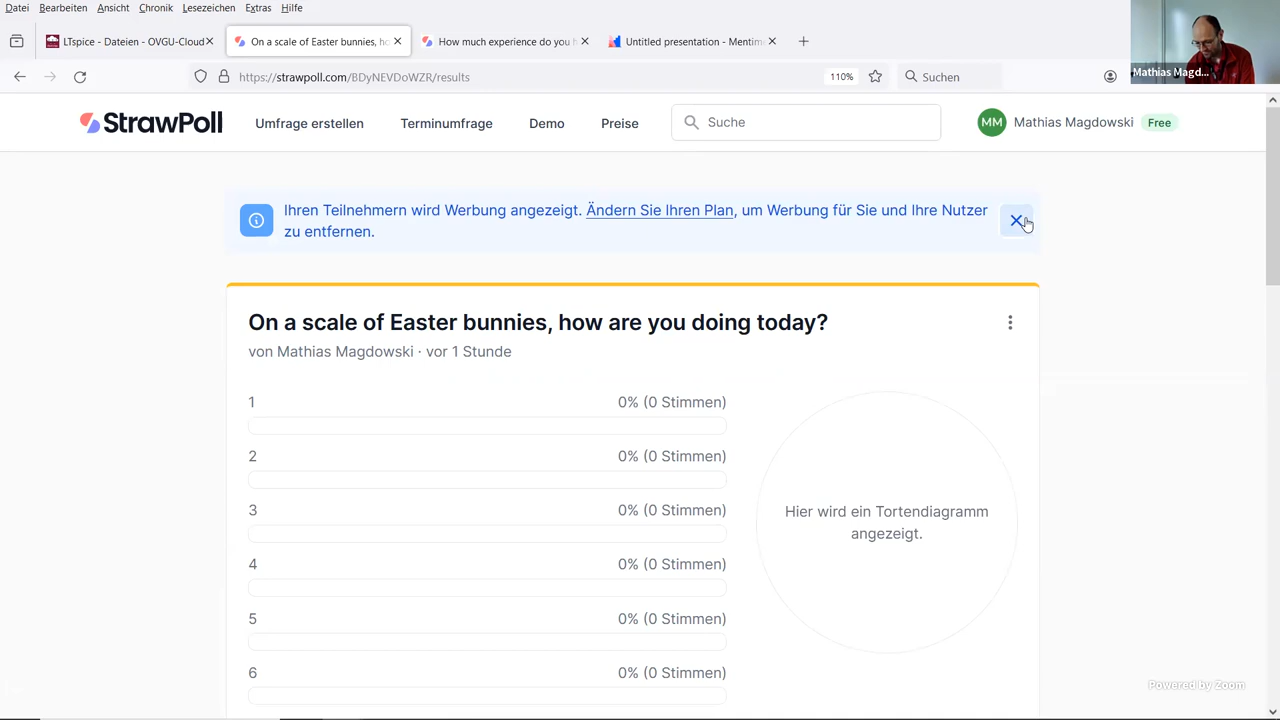 Datei Bearbeiten Ansicht Chronik Lesezeichen Extras Hilfe
LTspice - Dateien - OVGU-Cloud
On a scale of Easter bunnies, ho
How much experience do you h
Untitled presentation - Mentim
https://strawpoll.com/BDyNEVDoWZR/results
110%
Suchen
Mathias Magd...
StrawPoll
Umfrage erstellen
Terminumfrage
Demo
Preise
Suche
MM
Mathias Magdowski
Free
Ihren Teilnehmern wird Werbung angezeigt. Ändern Sie Ihren Plan, um Werbung für Sie und Ihre Nutzer
zu entfernen.
On a scale of Easter bunnies, how are you doing today?
von Mathias Magdowski · vor 1 Stunde
1 0% (0 Stimmen)
2 0% (0 Stimmen)
3 0% (0 Stimmen)
4 0% (0 Stimmen)
5 0% (0 Stimmen)
6 0% (0 Stimmen)
Hier wird ein Tortendiagramm
angezeigt.
Powered by Zoom